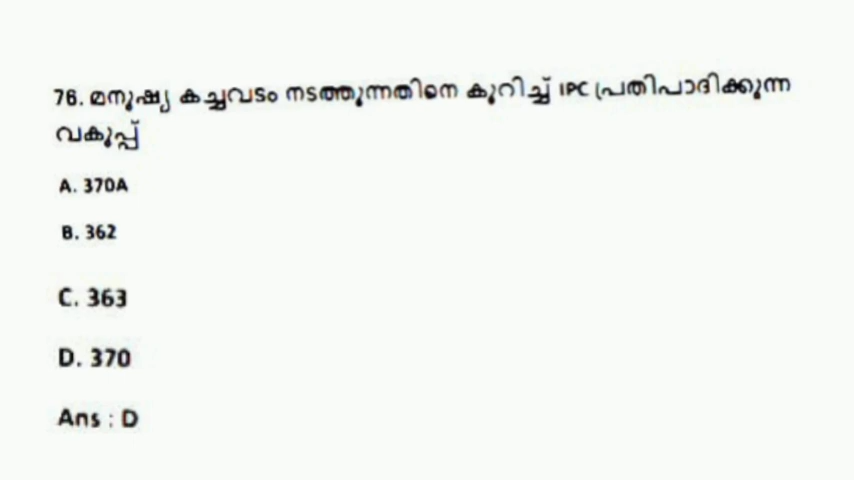 76. മനുഷ്യ കച്ചവടം നടത്തുന്നതിനെ കുറിച്ച് IPC പ്രതിപാദിക്കുന്ന
വകുപ്പ്
A. 370A
B. 362
C. 363
D. 370
Ans : D